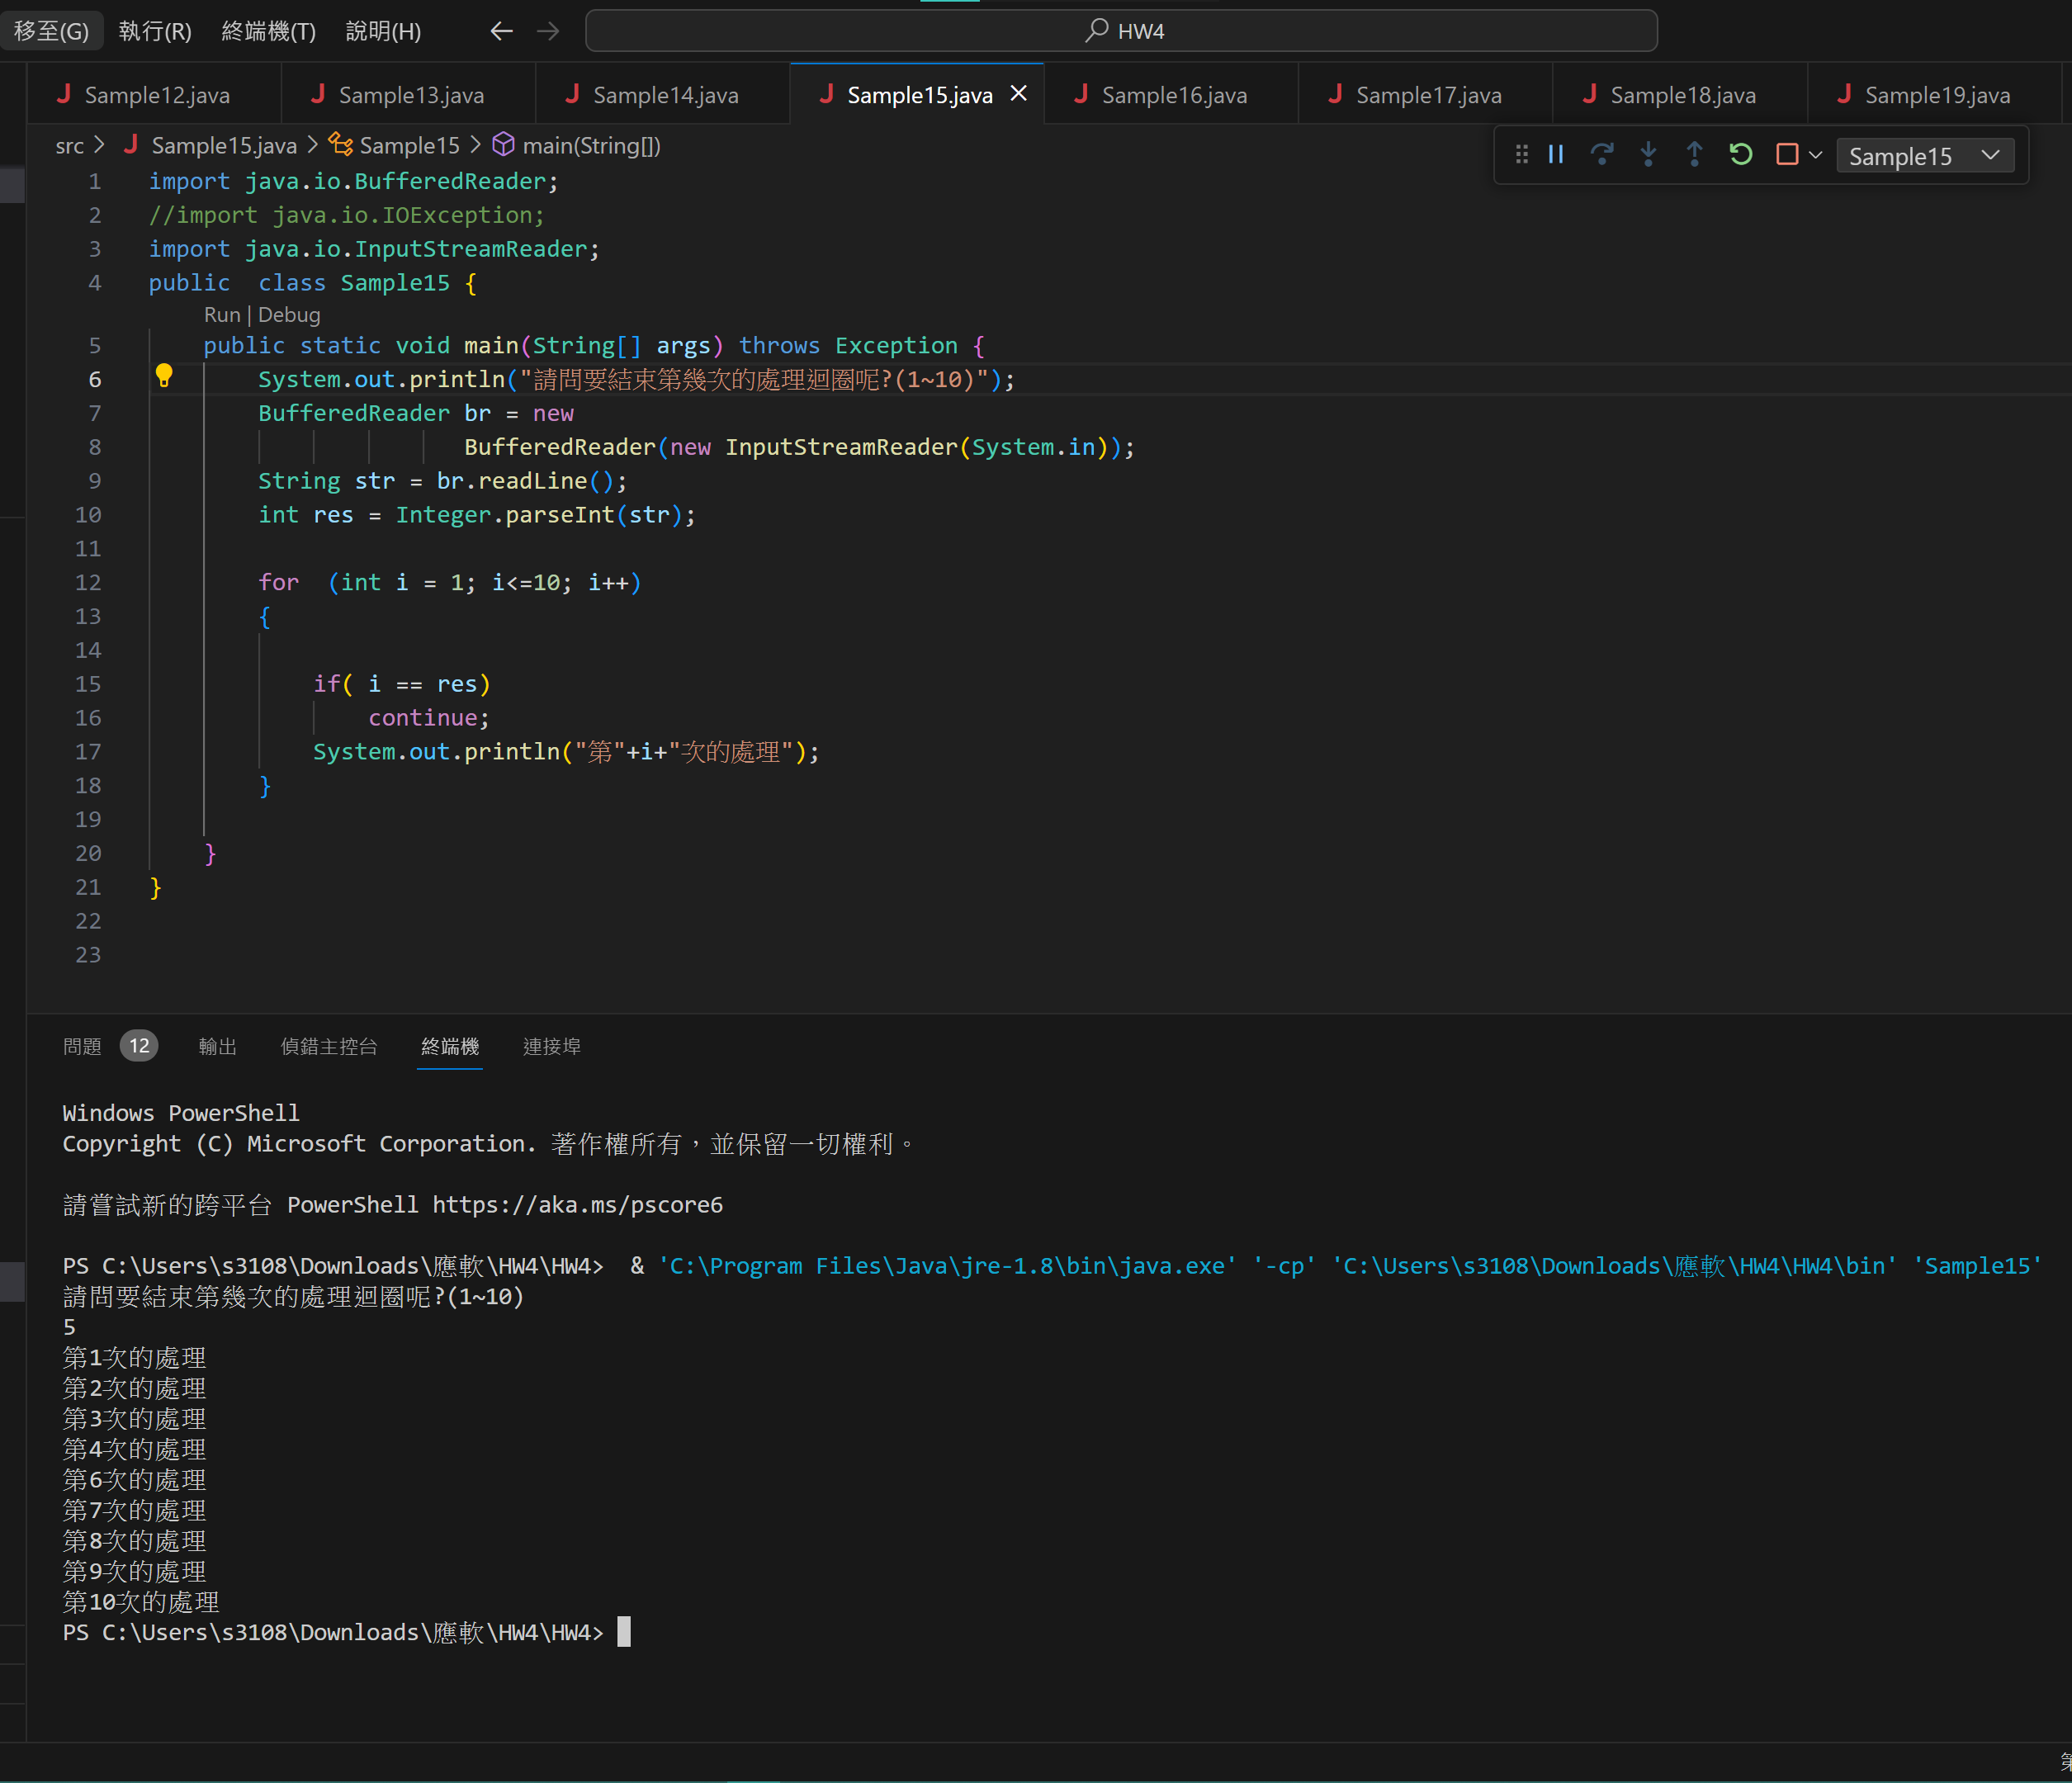 移至(G) 執行(R) 終端機(T) 說明(H) HW4
Sample12.java Sample13.java Sample14.java Sample15.java Sample16.java Sample17.java Sample18.java Sample19.java
src > Sample15.java > Sample15 > main(String[])
Sample15
1 import java.io.BufferedReader;
2 //import java.io.IOException;
3 import java.io.InputStreamReader;
4 public  class Sample15 {
Run | Debug
5 public static void main(String[] args) throws Exception {
6 System.out.println("請問要結束第幾次的處理迴圈呢?(1~10)");
7 BufferedReader br = new
8 BufferedReader(new InputStreamReader(System.in));
9 String str = br.readLine();
10 int res = Integer.parseInt(str);
11
12 for  (int i = 1; i<=10; i++)
13 {
14
15 if( i == res)
16 continue;
17 System.out.println("第"+i+"次的處理");
18 }
19
20 }
21 }
22
23
問題 12 輸出 偵錯主控台 終端機 連接埠
Windows PowerShell
Copyright (C) Microsoft Corporation. 著作權所有，並保留一切權利。
請嘗試新的跨平台 PowerShell https://aka.ms/pscore6
PS C:\Users\s3108\Downloads\應軟\HW4\HW4>  & 'C:\Program Files\Java\jre-1.8\bin\java.exe' '-cp' 'C:\Users\s3108\Downloads\應軟\HW4\HW4\bin' 'Sample15'
請問要結束第幾次的處理迴圈呢?(1~10)
5
第1次的處理
第2次的處理
第3次的處理
第4次的處理
第6次的處理
第7次的處理
第8次的處理
第9次的處理
第10次的處理
PS C:\Users\s3108\Downloads\應軟\HW4\HW4>